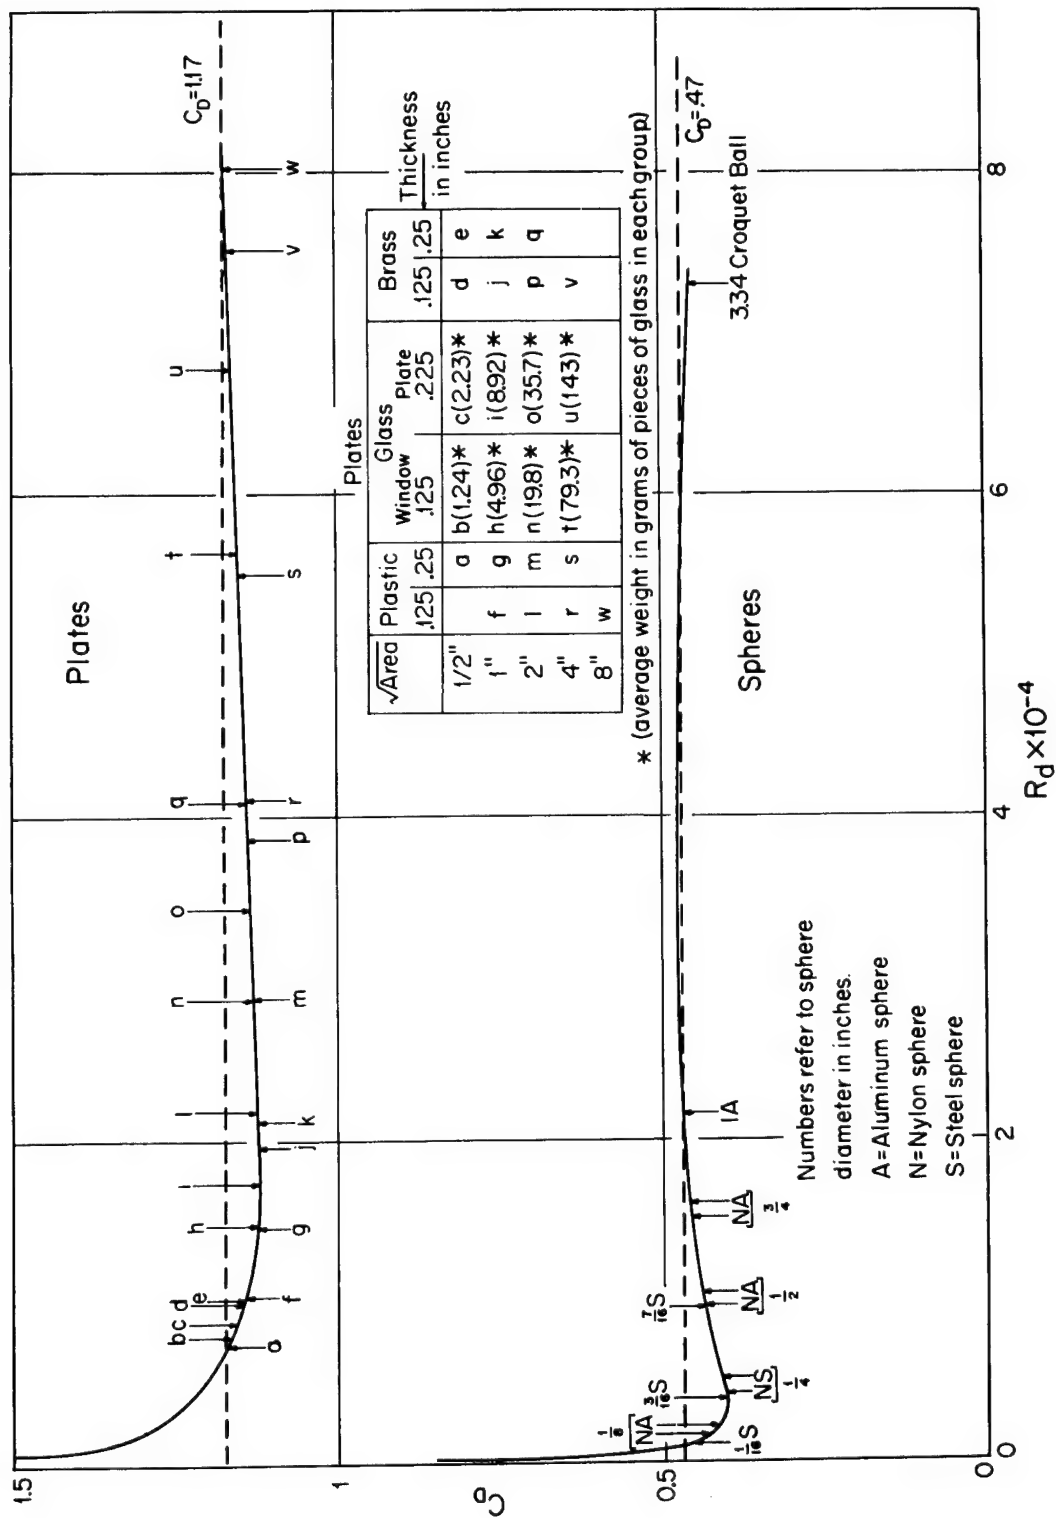 C_D=1.17
Plates
b c d e
h
i
l
n
o
q
t
u
a
f
g
j
k
m
p
r
s
v
w
Plates
√Area Plastic Glass Brass Thickness in inches
Window Plate
.125 .25 .125 .225 .125 .25
1/2" a b(1.24)* c(2.23)* d e
1" f g h(4.96)* i(8.92)* j k
2" l m n(19.8)* o(35.7)* p q
4" r s t(79.3)* u(143)* v
8" w
* (average weight in grams of pieces of glass in each group)
Spheres
C_D=.47
1/8 NA
1/16 S
3/16 S
NS 1/4
7/16 S
NA 1/2
NA 3/4
1A
3.34 Croquet Ball
Numbers refer to sphere
diameter in inches.
A=Aluminum sphere
N=Nylon sphere
S=Steel sphere
1.5
1
0.5
0
C_D
0
2
4
6
8
R_d ×10⁻⁴